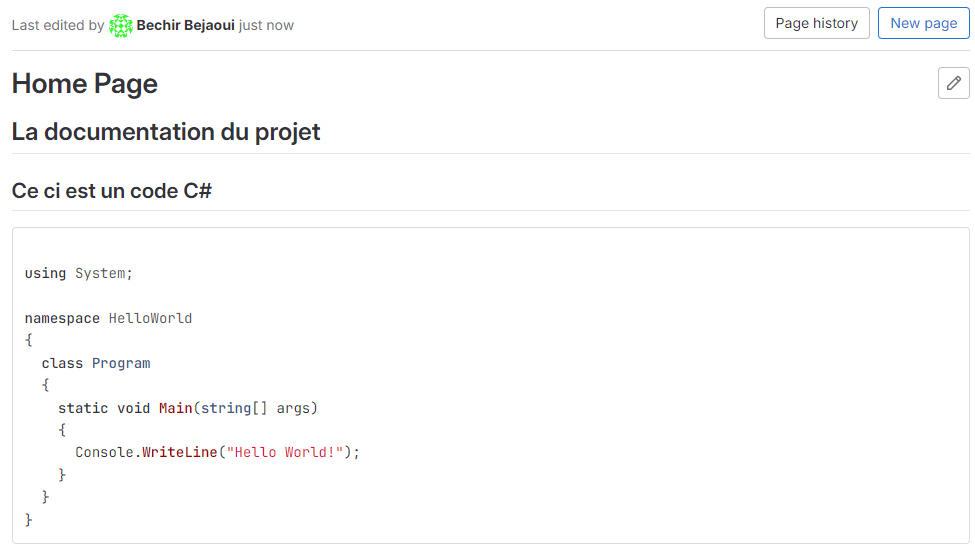 Last edited by Bechir Bejaoui just now
Page history
New page
Home Page
La documentation du projet
Ce ci est un code C#
using System;
namespace HelloWorld
{
  class Program
  {
    static void Main(string[] args)
    {
      Console.WriteLine("Hello World!");
    }
  }
}